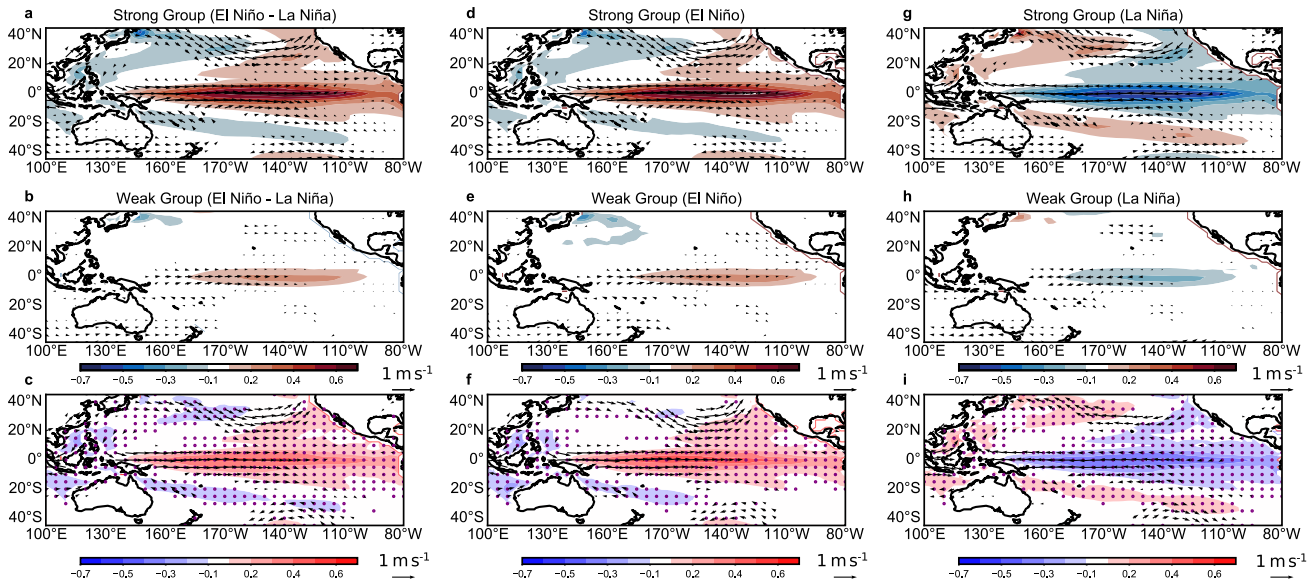 a Strong Group (El Niño - La Niña)
40°N
20°N
0°
20°S
40°S
100°E 130°E 160°E 170°W 140°W 110°W 80°W
b Weak Group (El Niño - La Niña)
40°N
20°N
0°
20°S
40°S
100°E 130°E 160°E 170°W 140°W 110°W 80°W
−0.7 −0.5 −0.3 −0.1 0.2 0.4 0.6 1 m s⁻¹
c
40°N
20°N
0°
20°S
40°S
100°E 130°E 160°E 170°W 140°W 110°W 80°W
−0.7 −0.5 −0.3 −0.1 0.2 0.4 0.6 1 m s⁻¹
d Strong Group (El Niño)
40°N
20°N
0°
20°S
40°S
100°E 130°E 160°E 170°W 140°W 110°W 80°W
e Weak Group (El Niño)
40°N
20°N
0°
20°S
40°S
100°E 130°E 160°E 170°W 140°W 110°W 80°W
−0.7 −0.5 −0.3 −0.1 0.2 0.4 0.6 1 m s⁻¹
f
40°N
20°N
0°
20°S
40°S
100°E 130°E 160°E 170°W 140°W 110°W 80°W
−0.7 −0.5 −0.3 −0.1 0.2 0.4 0.6 1 m s⁻¹
g Strong Group (La Niña)
40°N
20°N
0°
20°S
40°S
100°E 130°E 160°E 170°W 140°W 110°W 80°W
h Weak Group (La Niña)
40°N
20°N
0°
20°S
40°S
100°E 130°E 160°E 170°W 140°W 110°W 80°W
−0.7 −0.5 −0.3 −0.1 0.2 0.4 0.6 1 m s⁻¹
i
40°N
20°N
0°
20°S
40°S
100°E 130°E 160°E 170°W 140°W 110°W 80°W
−0.7 −0.5 −0.3 −0.1 0.2 0.4 0.6 1 m s⁻¹